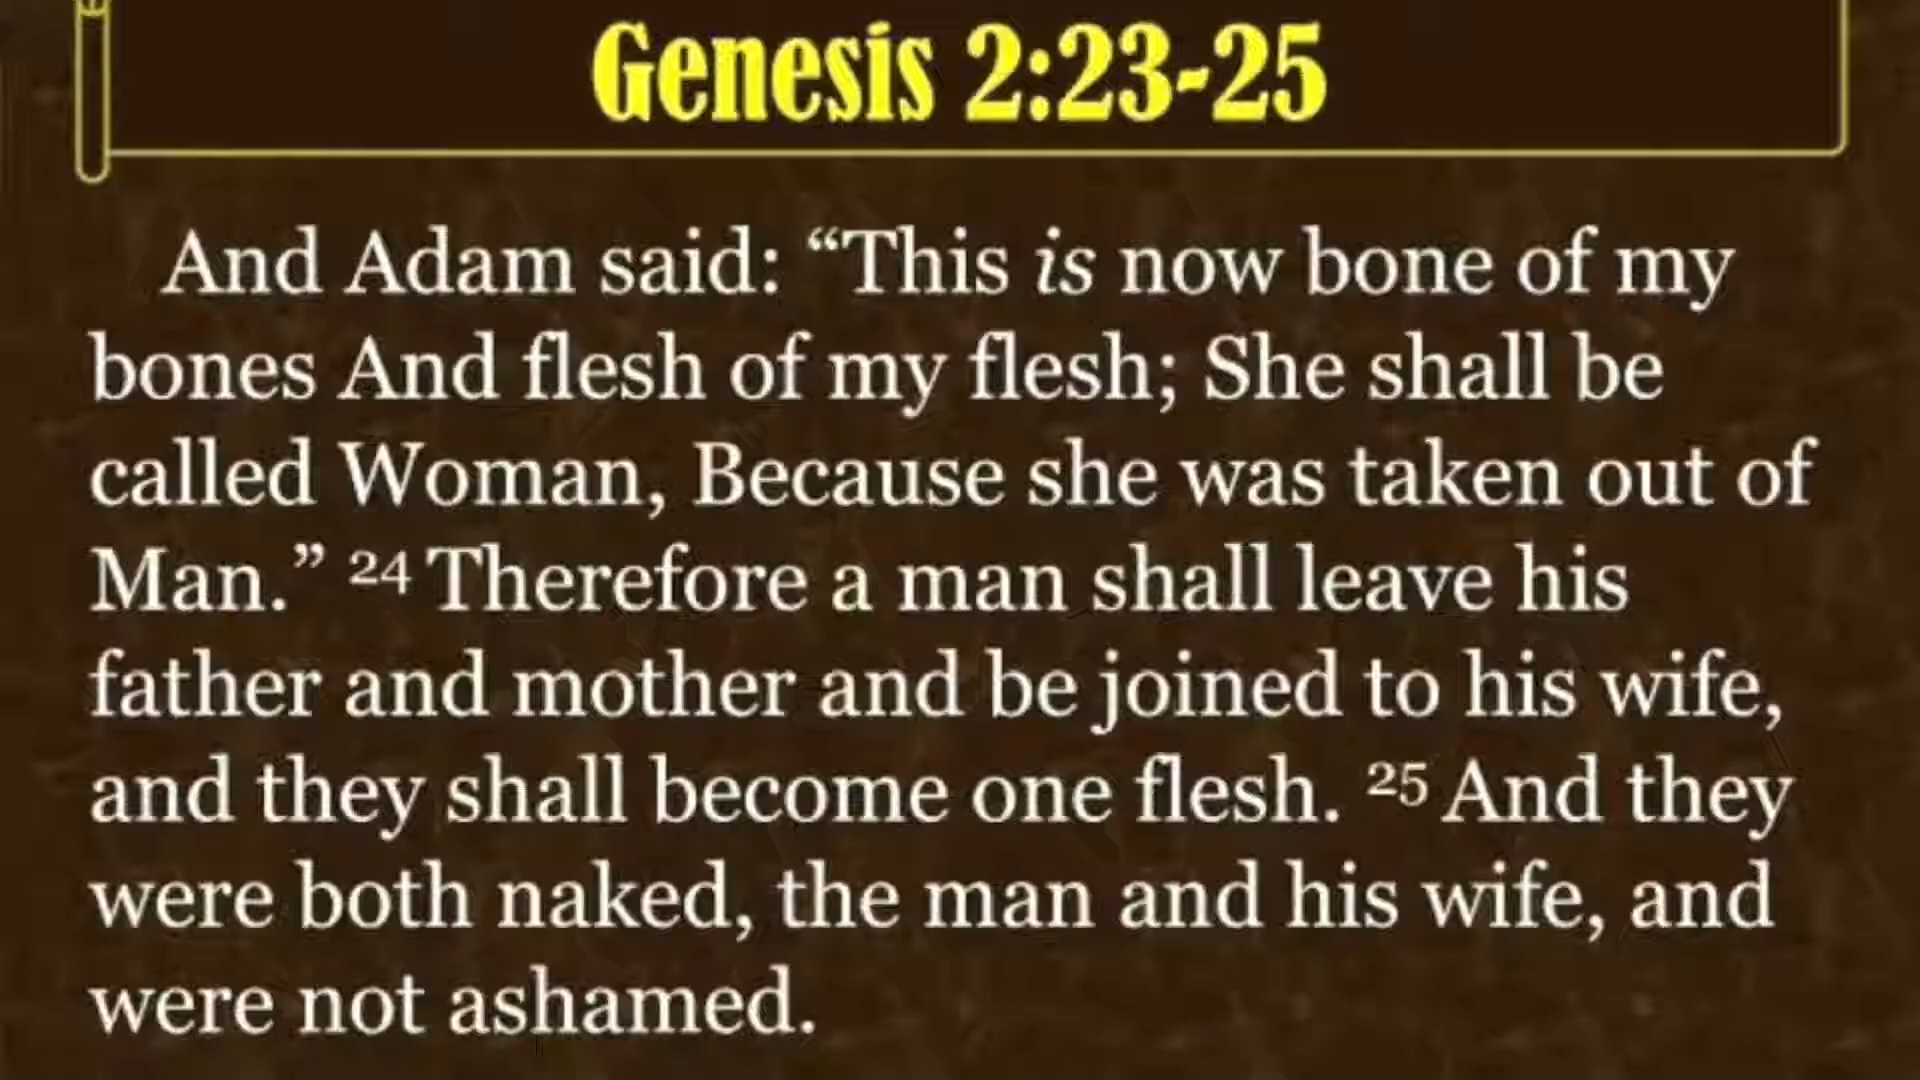 Genesis 2:23-25
And Adam said: “This is now bone of my
bones And flesh of my flesh; She shall be
called Woman, Because she was taken out of
Man.” 24 Therefore a man shall leave his
father and mother and be joined to his wife,
and they shall become one flesh. 25 And they
were both naked, the man and his wife, and
were not ashamed.